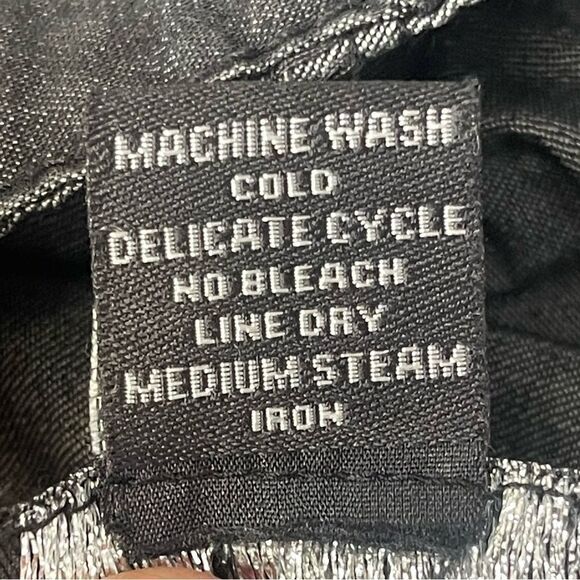 MACHINE WASH
COLD
DELICATE CYCLE
NO BLEACH
LINE DRY
MEDIUM STEAM
IRON